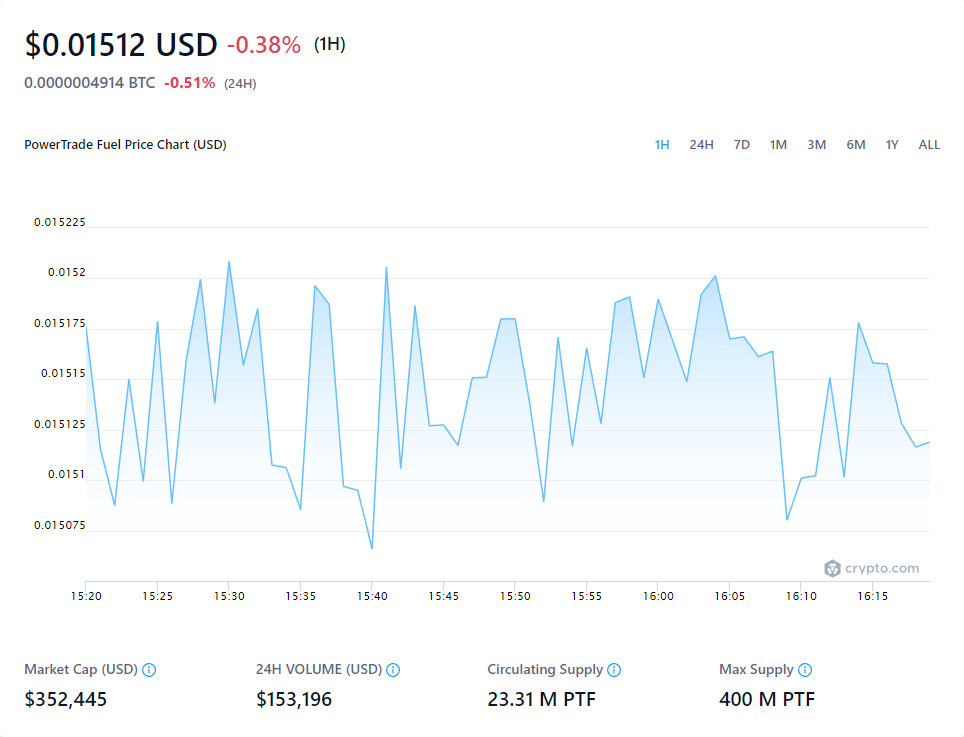 $0.01512 USD -0.38% (1H)
0.0000004914 BTC -0.51% (24H)
PowerTrade Fuel Price Chart (USD)
1H 24H 7D 1M 3M 6M 1Y ALL
0.015225
0.0152
0.015175
0.01515
0.015125
0.0151
0.015075
crypto.com
15:20 15:25 15:30 15:35 15:40 15:45 15:50 15:55 16:00 16:05 16:10 16:15
Market Cap (USD) 24H VOLUME (USD) Circulating Supply Max Supply
$352,445 $153,196 23.31 M PTF 400 M PTF